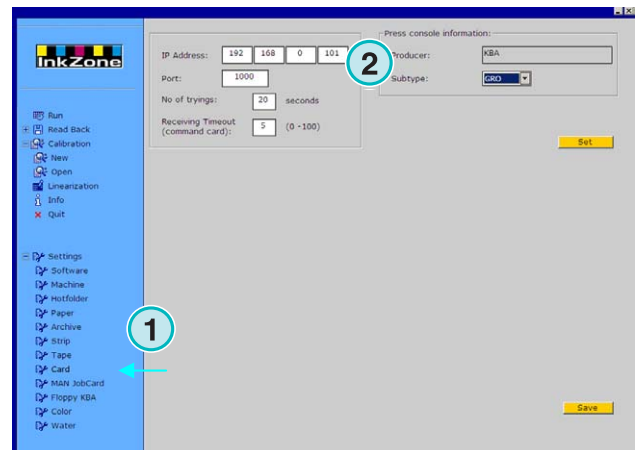 InkZone
Run
Read Back
Calibration
New
Open
Linearization
Info
Quit
Settings
Software
Machine
Hotfolder
Paper
Archive
Strip
Tape
Card
MAN JobCard
Floppy KBA
Color
Water
1
IP Address: 192 168 0 101
Port: 1000
No of tryings: 20 seconds
Receiving Timeout
(command card): 5 (0 -100)
2
Press console information:
Producer: KBA
Subtype: GRO
Set
Save